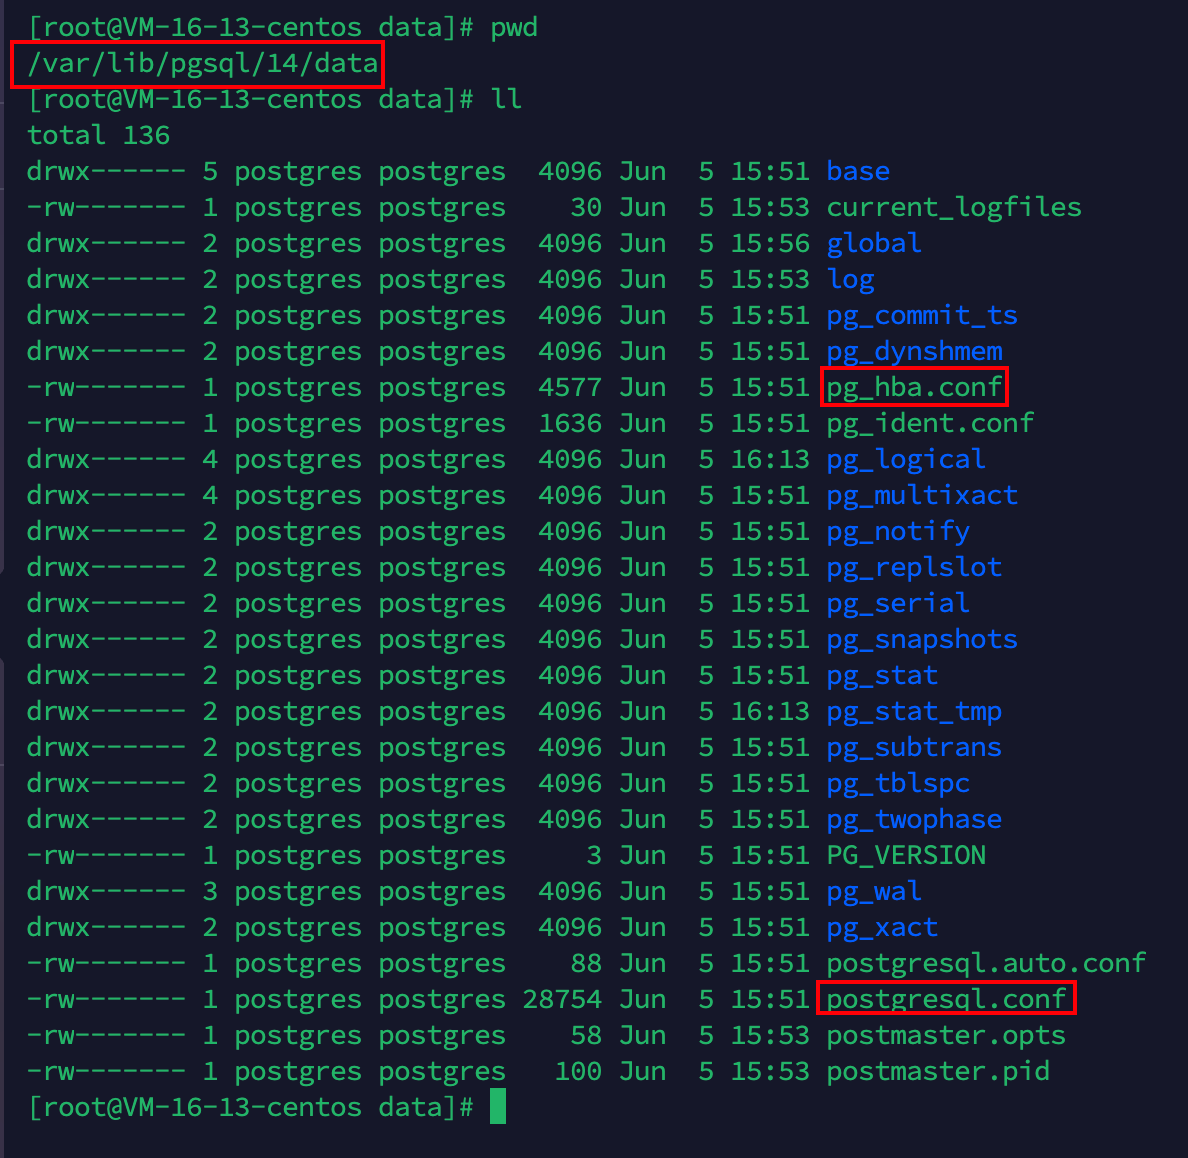 [root@VM-16-13-centos data]# pwd
/var/lib/pgsql/14/data
[root@VM-16-13-centos data]# ll
total 136
drwx------ 5 postgres postgres  4096 Jun  5 15:51 base
-rw------- 1 postgres postgres    30 Jun  5 15:53 current_logfiles
drwx------ 2 postgres postgres  4096 Jun  5 15:56 global
drwx------ 2 postgres postgres  4096 Jun  5 15:53 log
drwx------ 2 postgres postgres  4096 Jun  5 15:51 pg_commit_ts
drwx------ 2 postgres postgres  4096 Jun  5 15:51 pg_dynshmem
-rw------- 1 postgres postgres  4577 Jun  5 15:51 pg_hba.conf
-rw------- 1 postgres postgres  1636 Jun  5 15:51 pg_ident.conf
drwx------ 4 postgres postgres  4096 Jun  5 16:13 pg_logical
drwx------ 4 postgres postgres  4096 Jun  5 15:51 pg_multixact
drwx------ 2 postgres postgres  4096 Jun  5 15:51 pg_notify
drwx------ 2 postgres postgres  4096 Jun  5 15:51 pg_replslot
drwx------ 2 postgres postgres  4096 Jun  5 15:51 pg_serial
drwx------ 2 postgres postgres  4096 Jun  5 15:51 pg_snapshots
drwx------ 2 postgres postgres  4096 Jun  5 15:51 pg_stat
drwx------ 2 postgres postgres  4096 Jun  5 16:13 pg_stat_tmp
drwx------ 2 postgres postgres  4096 Jun  5 15:51 pg_subtrans
drwx------ 2 postgres postgres  4096 Jun  5 15:51 pg_tblspc
drwx------ 2 postgres postgres  4096 Jun  5 15:51 pg_twophase
-rw------- 1 postgres postgres     3 Jun  5 15:51 PG_VERSION
drwx------ 3 postgres postgres  4096 Jun  5 15:51 pg_wal
drwx------ 2 postgres postgres  4096 Jun  5 15:51 pg_xact
-rw------- 1 postgres postgres    88 Jun  5 15:51 postgresql.auto.conf
-rw------- 1 postgres postgres 28754 Jun  5 15:51 postgresql.conf
-rw------- 1 postgres postgres    58 Jun  5 15:53 postmaster.opts
-rw------- 1 postgres postgres   100 Jun  5 15:53 postmaster.pid
[root@VM-16-13-centos data]#